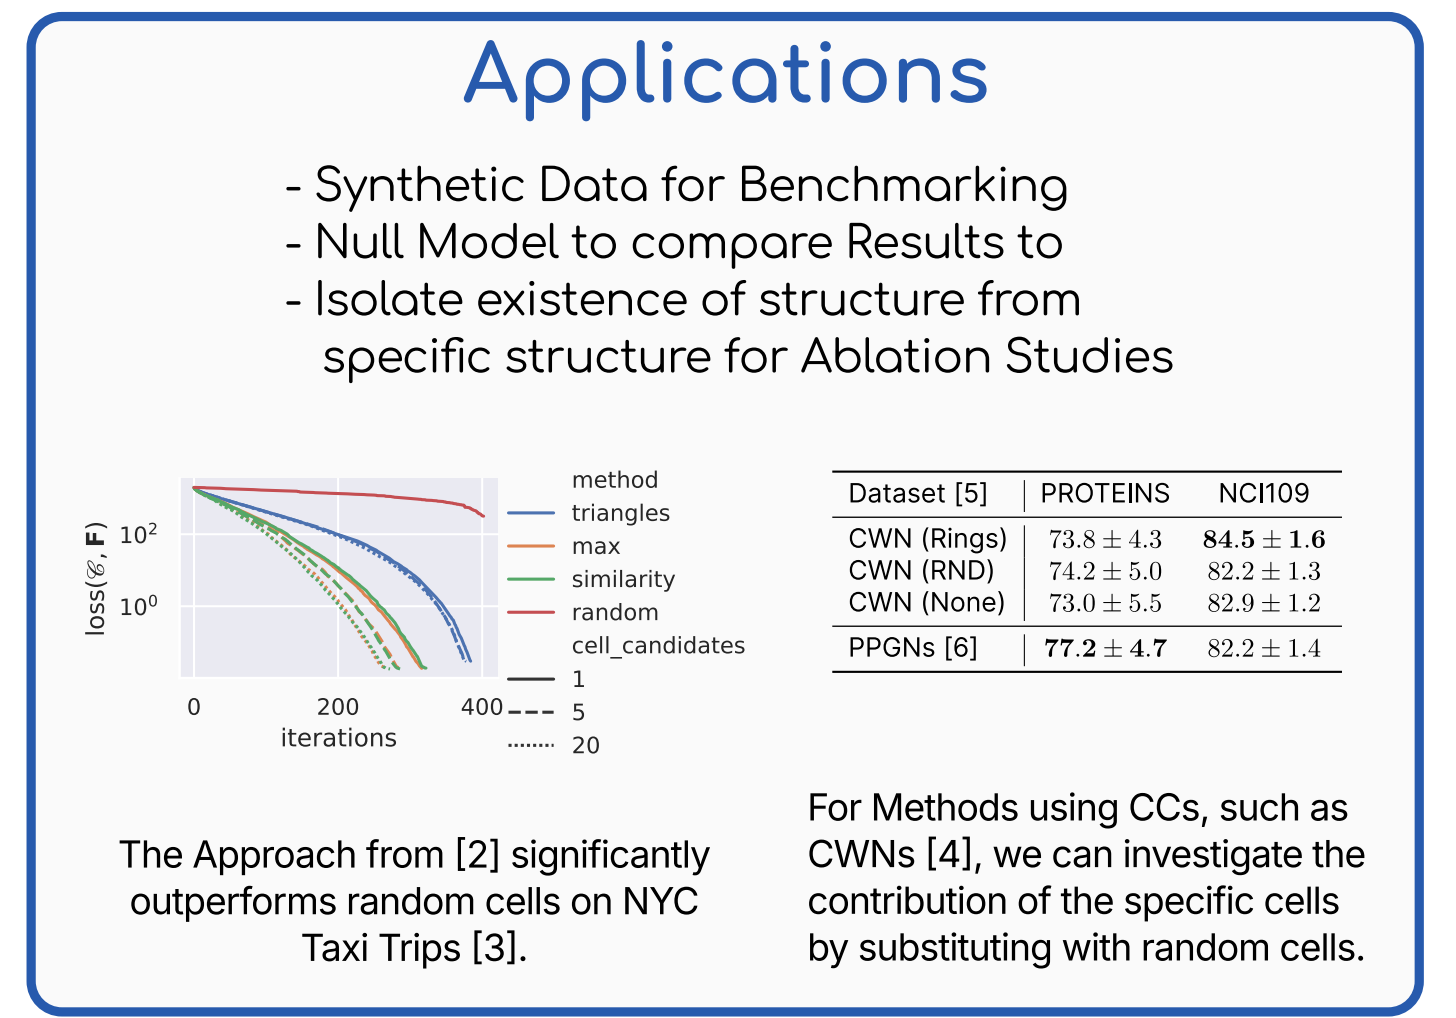 Applications
- Synthetic Data for Benchmarking
- Null Model to compare Results to
- Isolate existence of structure from
specific structure for Ablation Studies
loss(𝒞, F)
10²
10⁰
0 200 400
iterations
method
triangles
max
similarity
random
cell_candidates
1
5
20
The Approach from [2] significantly
outperforms random cells on NYC
Taxi Trips [3].
Dataset [5] PROTEINS NCI109
CWN (Rings) 73.8 ± 4.3 84.5 ± 1.6
CWN (RND) 74.2 ± 5.0 82.2 ± 1.3
CWN (None) 73.0 ± 5.5 82.9 ± 1.2
PPGNs [6] 77.2 ± 4.7 82.2 ± 1.4
For Methods using CCs, such as
CWNs [4], we can investigate the
contribution of the specific cells
by substituting with random cells.